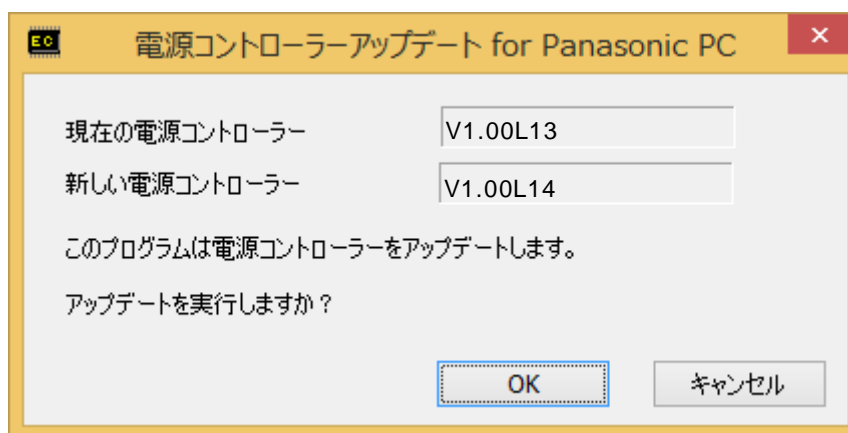 EC 電源コントローラーアップデート for Panasonic PC ×
現在の電源コントローラー V1.00L13
新しい電源コントローラー V1.00L14
このプログラムは電源コントローラーをアップデートします。
アップデートを実行しますか？
OK キャンセル